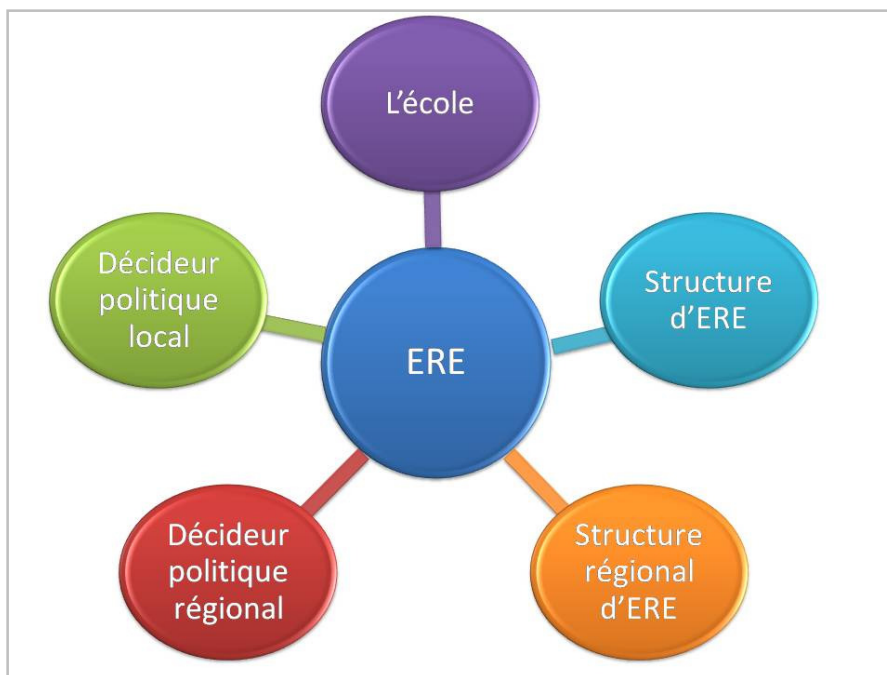 L'école
Structure
d'ERE
Structure
régional
d'ERE
Décideur
politique
régional
Décideur
politique
local
ERE